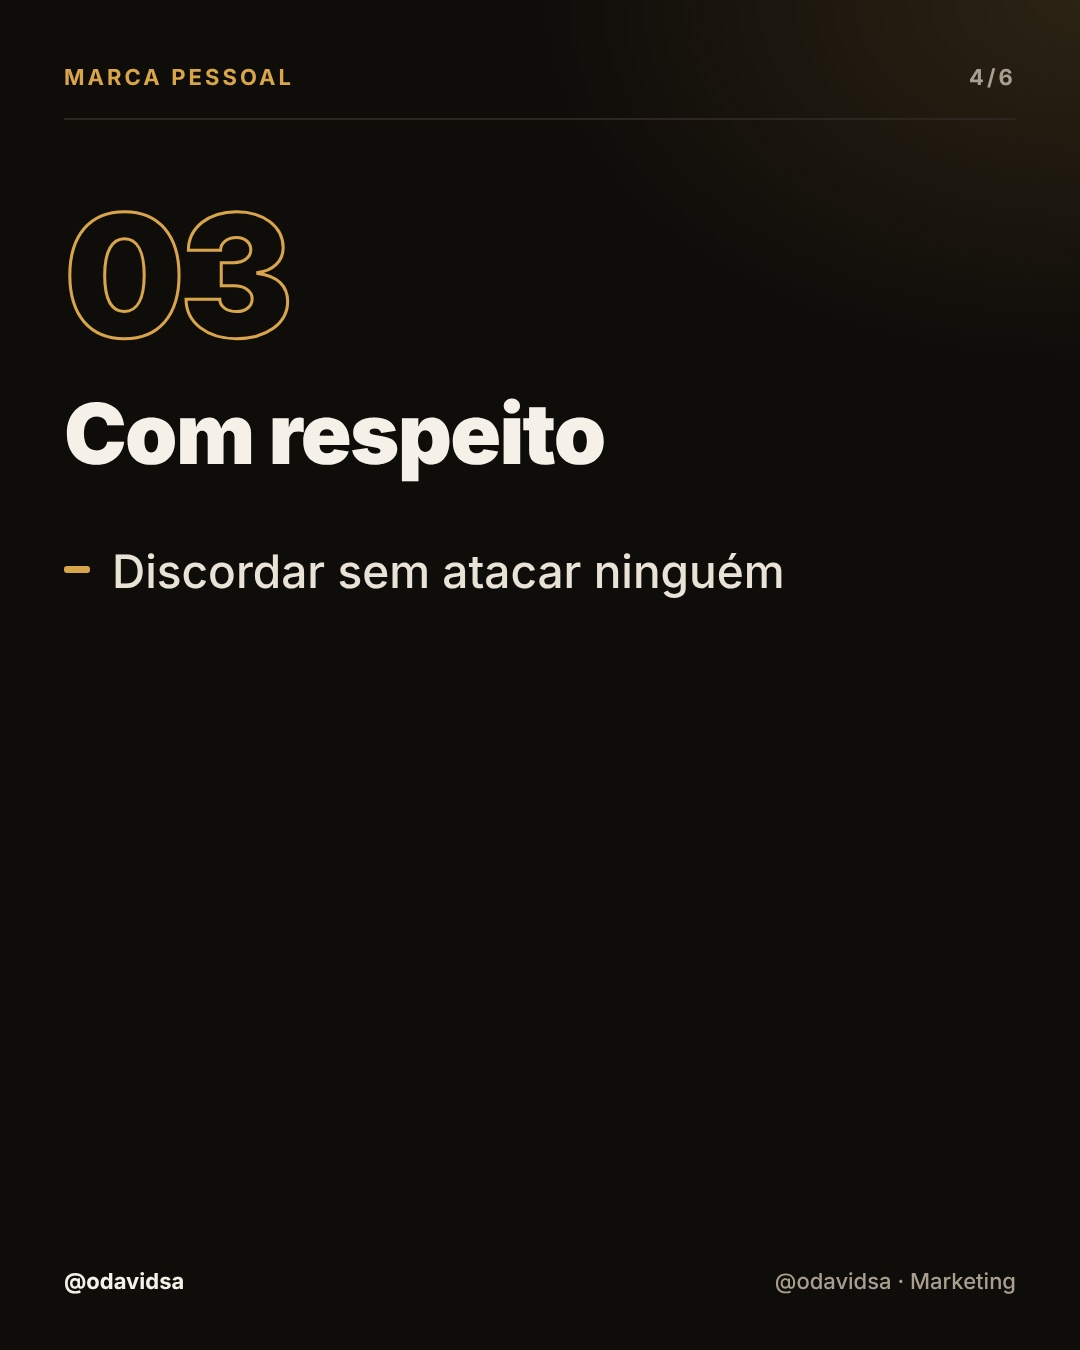 MARCA PESSOAL
4/6
03
Com respeito
Discordar sem atacar ninguém
@odavidsa
@odavidsa · Marketing